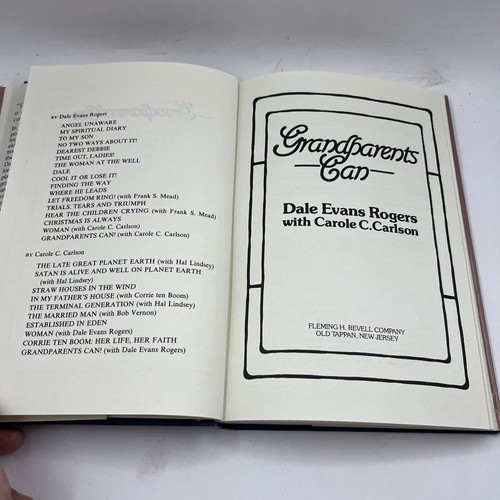 BY Dale Evans Rogers
ANGEL UNAWARE
MY SPIRITUAL DIARY
TO MY SON
NO TWO WAYS ABOUT IT!
DEAREST DEBBIE
TIME OUT, LADIES!
THE WOMAN AT THE WELL
DALE
COOL IT OR LOSE IT!
FINDING THE WAY
WHERE HE LEADS
LET FREEDOM RING! (with Frank S. Mead)
TRIALS, TEARS AND TRIUMPH
HEAR THE CHILDREN CRYING (with Frank S. Mead)
CHRISTMAS IS ALWAYS
WOMAN (with Carole C. Carlson)
GRANDPARENTS CAN! (with Carole C. Carlson)
BY Carole C. Carlson
THE LATE GREAT PLANET EARTH (with Hal Lindsey)
SATAN IS ALIVE AND WELL ON PLANET EARTH
(with Hal Lindsey)
STRAW HOUSES IN THE WIND
IN MY FATHER'S HOUSE (with Corrie ten Boom)
THE TERMINAL GENERATION (with Hal Lindsey)
THE MARRIED MAN (with Bob Vernon)
ESTABLISHED IN EDEN
WOMAN (with Dale Evans Rogers)
CORRIE TEN BOOM: HER LIFE, HER FAITH
GRANDPARENTS CAN! (with Dale Evans Rogers)
Grandparents
Can
Dale Evans Rogers
with Carole C. Carlson
FLEMING H. REVELL COMPANY
OLD TAPPAN, NEW JERSEY